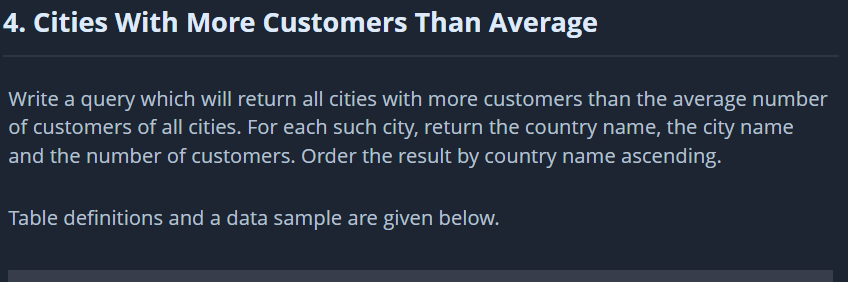 4. Cities With More Customers Than Average
Write a query which will return all cities with more customers than the average number
of customers of all cities. For each such city, return the country name, the city name
and the number of customers. Order the result by country name ascending.
Table definitions and a data sample are given below.